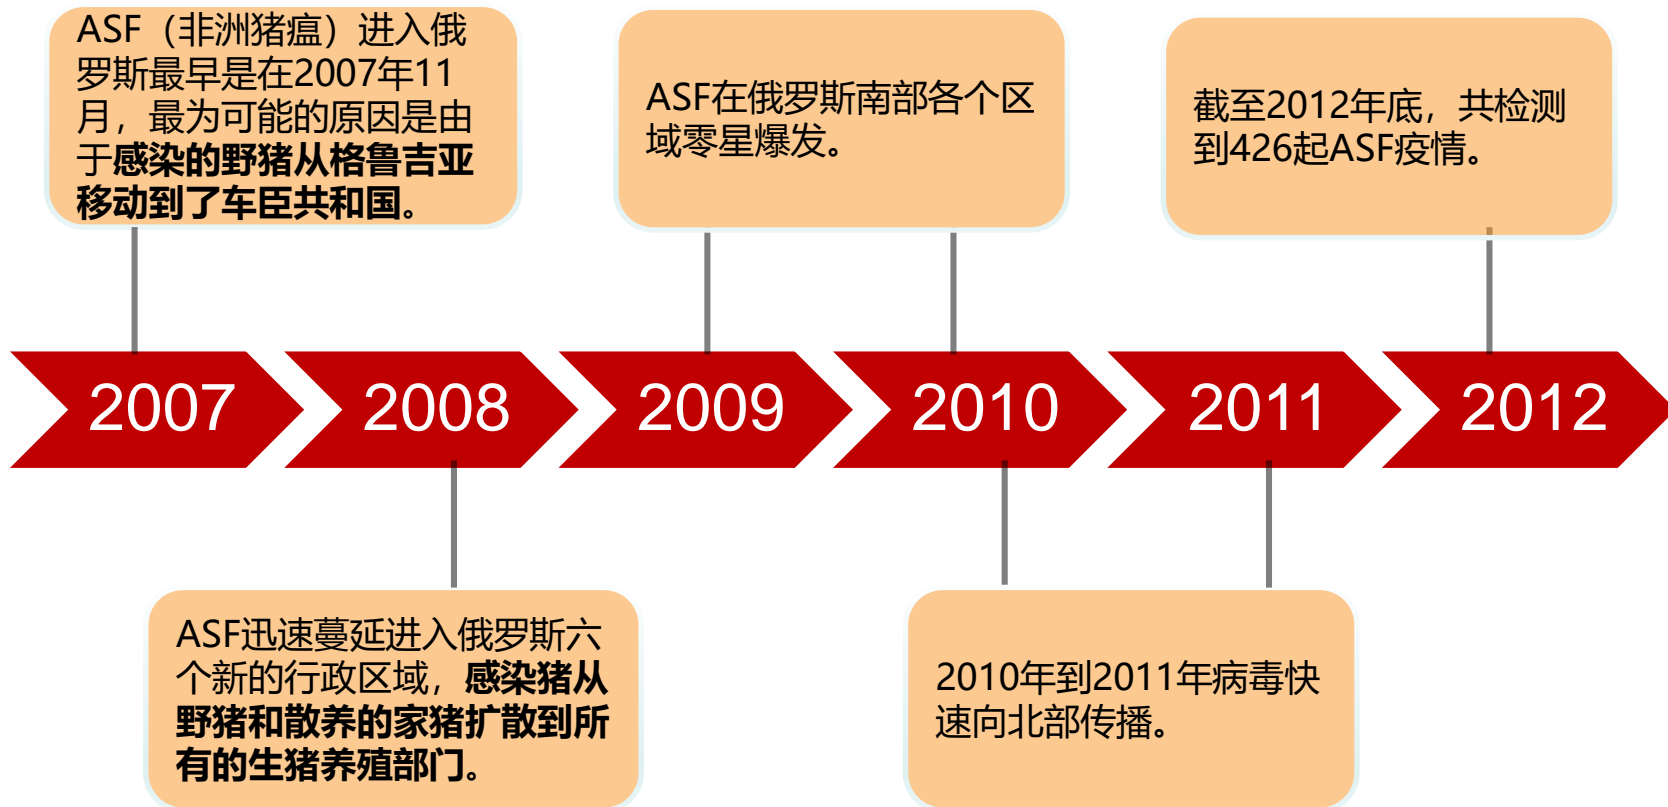 ASF（非洲猪瘟）进入俄
罗斯最早是在2007年11
月，最为可能的原因是由
于感染的野猪从格鲁吉亚
移动到了车臣共和国。
ASF在俄罗斯南部各个区
域零星爆发。
截至2012年底，共检测
到426起ASF疫情。
2007
2008
2009
2010
2011
2012
ASF迅速蔓延进入俄罗斯六
个新的行政区域，感染猪从
野猪和散养的家猪扩散到所
有的生猪养殖部门。
2010年到2011年病毒快
速向北部传播。